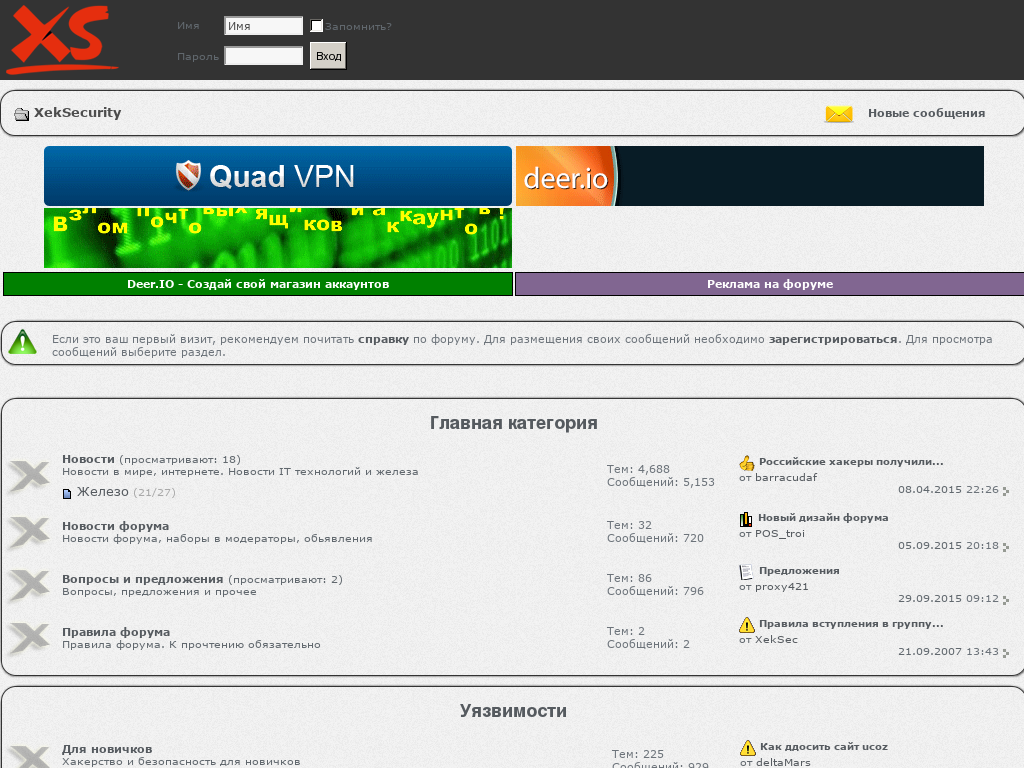 XS
Имя
Имя
Запомнить?
Пароль
Вход
XekSecurity
Новые сообщения
Quad VPN
deer.io
Взлом почтовых ящиков и аккаунтов!
Deer.IO - Создай свой магазин аккаунтов
Реклама на форуме
Если это ваш первый визит, рекомендуем почитать справку по форуму. Для размещения своих сообщений необходимо зарегистрироваться. Для просмотра
сообщений выберите раздел.
Главная категория
Новости (просматривают: 18)
Новости в мире, интернете. Новости IT технологий и железа
Железо (21/27)
Тем: 4,688
Сообщений: 5,153
Российские хакеры получили...
от barracudaf
08.04.2015 22:26
Новости форума
Новости форума, наборы в модераторы, обьявления
Тем: 32
Сообщений: 720
Новый дизайн форума
от POS_troi
05.09.2015 20:18
Вопросы и предложения (просматривают: 2)
Вопросы, предложения и прочее
Тем: 86
Сообщений: 796
Предложения
от proxy421
29.09.2015 09:12
Правила форума
Правила форума. К прочтению обязательно
Тем: 2
Сообщений: 2
Правила вступления в группу...
от XekSec
21.09.2007 13:43
Уязвимости
Для новичков
Хакерство и безопасность для новичков
Тем: 225
Сообщений: 929
Как ддосить сайт ucoz
от deltaMars